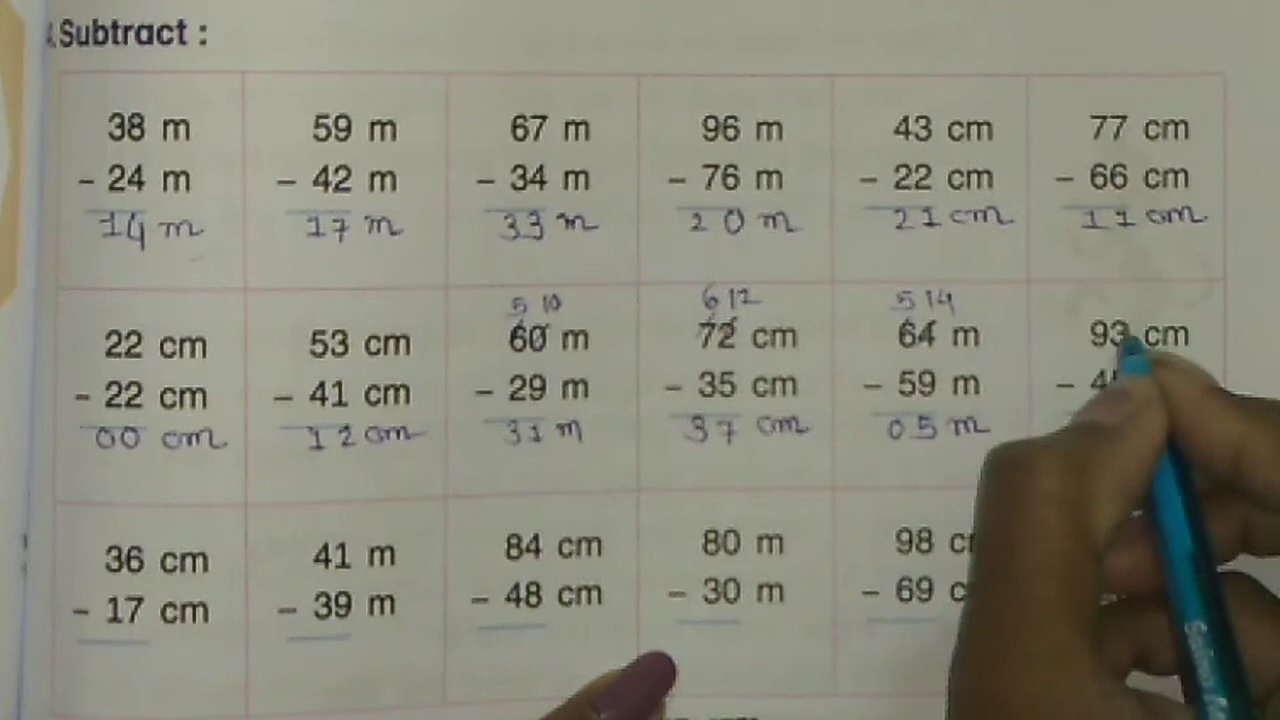 Subtract :
38 m 59 m 67 m 96 m 43 cm 77 cm
- 24 m - 42 m - 34 m - 76 m - 22 cm - 66 cm
14 m 17 m 33 m 20 m 21 cm 11 cm
5 10 6 12 5 14
22 cm 53 cm 60 m 72 cm 64 m 93 cm
- 22 cm - 41 cm - 29 m - 35 cm - 59 m - 4
00 cm 12 cm 31 m 37 cm 05 m
36 cm 41 m 84 cm 80 m 98
- 17 cm - 39 m - 48 cm - 30 m - 69